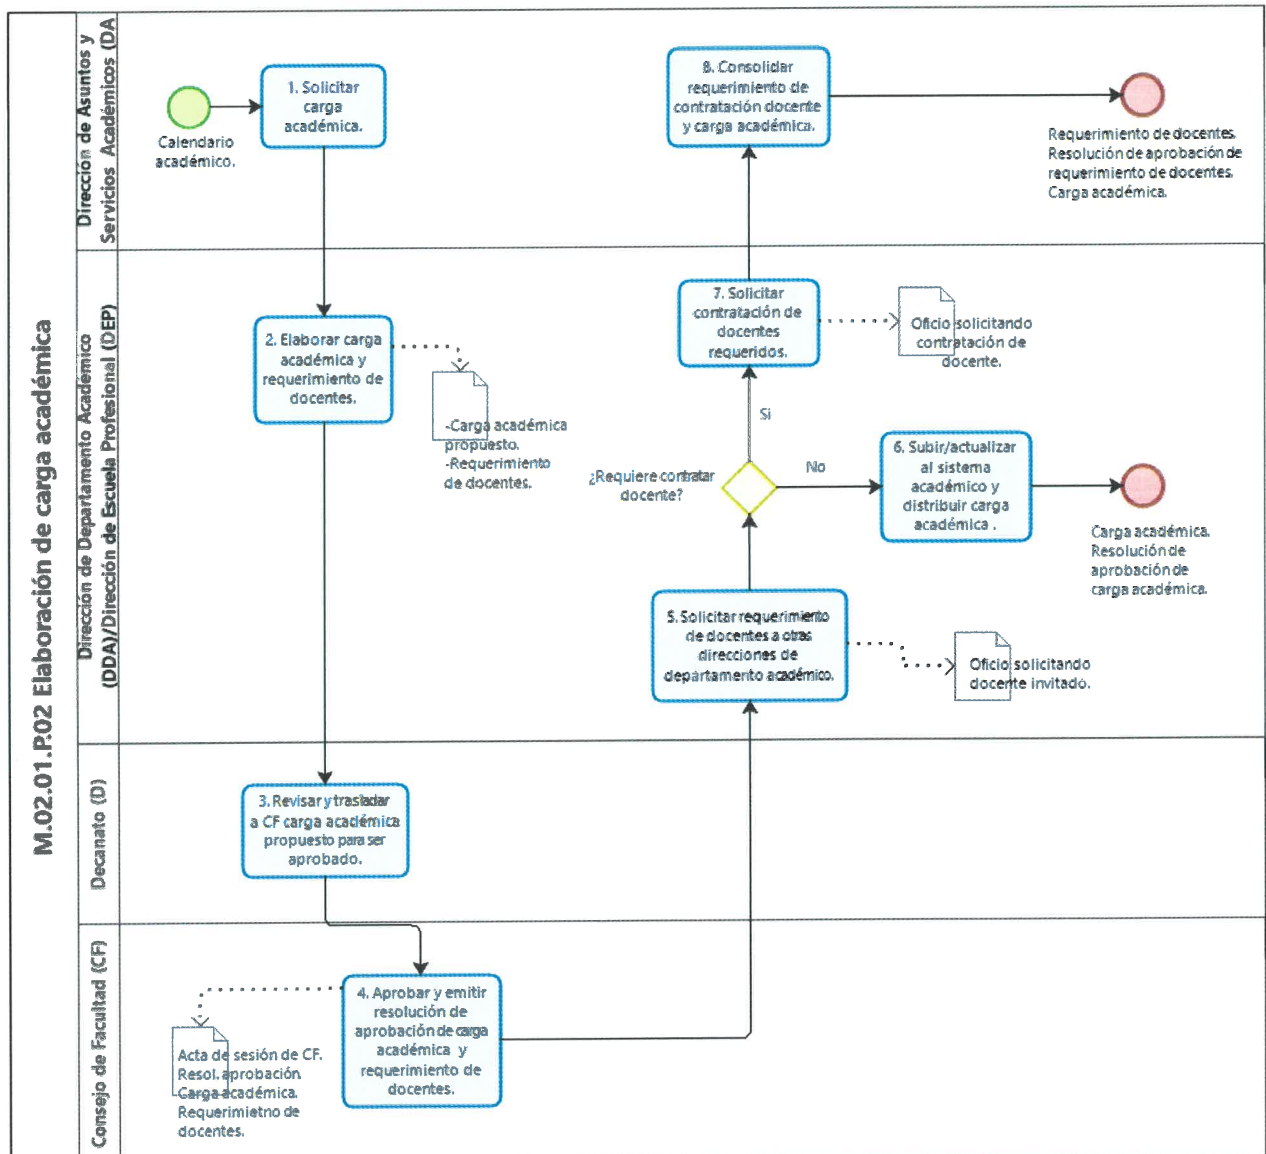 M.02.01.P.02 Elaboración de carga académica
Dirección de Asuntos y
Servicios Académicos (DA
1. Solicitar
carga
académica.
Calendario
académico.
8. Consolidar
requerimiento de
contratación docente
y carga académica.
Requerimiento de docentes.
Resolución de aprobación de
requerimiento de docentes.
Carga académica.
Dirección de Departamento Académico
(DDA)/Dirección de Escuela Profesional (DEP)
2. Elaborar carga
académica y
requerimiento de
docentes.
-Carga académica
propuesto.
-Requerimiento
de docentes.
7. Solicitar
contratación de
docentes
requeridos.
Oficio solicitando
contratación de
docente.
Si
¿Requiere contratar
docente?
No
6. Subir/actualizar
al sistema
académico y
distribuir carga
académica .
Carga académica.
Resolución de
aprobación de
carga académica.
5. Solicitar requerimiento
de docentes a otras
direcciones de
departamento académico.
Oficio solicitando
docente invitado.
Decanato (D)
3. Revisar y trasladar
a CF carga académica
propuesto para ser
aprobado.
Consejo de Facultad (CF)
4. Aprobar y emitir
resolución de
aprobación de carga
académica y
requerimiento de
docentes.
Acta de sesión de CF.
Resol. aprobación.
Carga académica.
Requerimietno de
docentes.